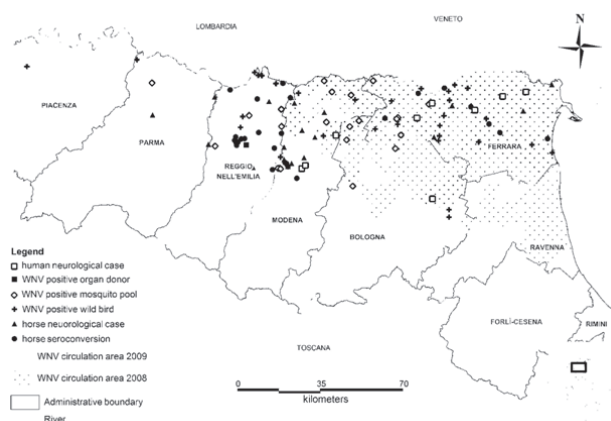 LOMBARDIA
VENETO
N
PIACENZA
PARMA
REGGIO
NELL'EMILIA
MODENA
BOLOGNA
FERRARA
RAVENNA
FORLÌ-CESENA
RIMINI
TOSCANA
Legend
human neurological case
WNV positive organ donor
WNV positive mosquito pool
WNV positive wild bird
horse neuorological case
horse seroconversion
WNV circulation area 2009
WNV circulation area 2008
Administrative boundary
River
0 35 70
kilometers